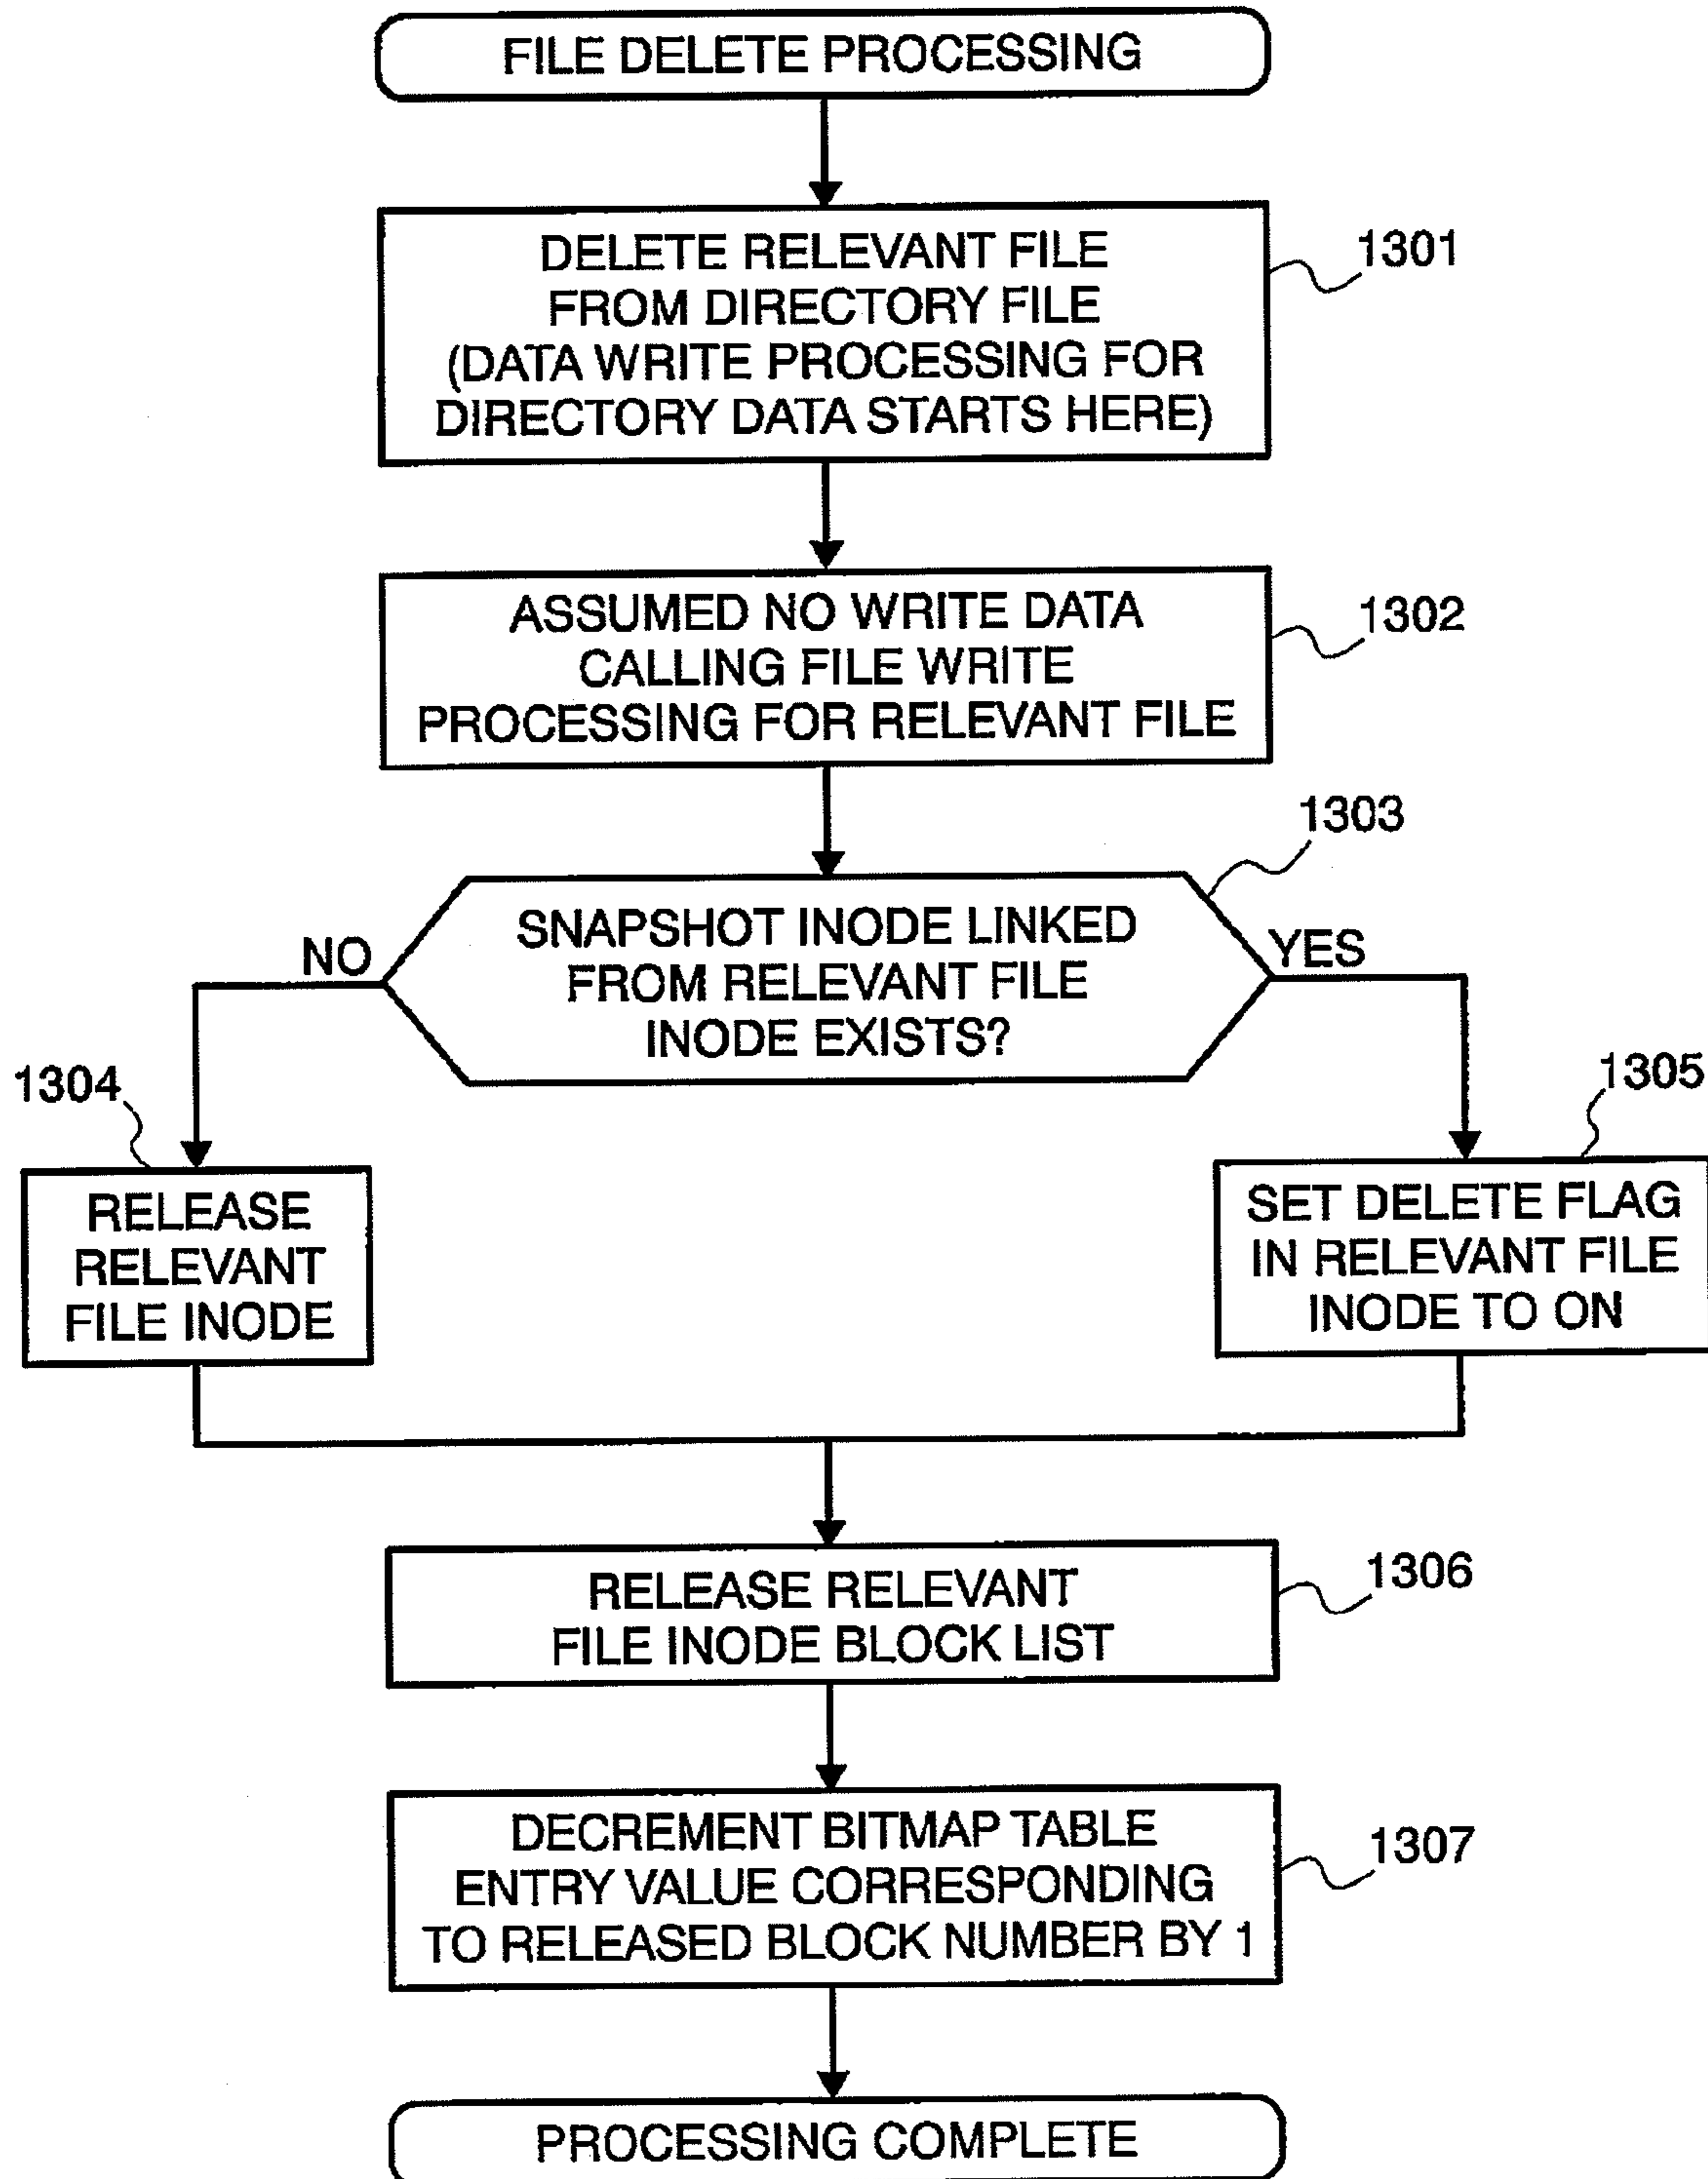 FILE DELETE PROCESSING
DELETE RELEVANT FILE
FROM DIRECTORY FILE
(DATA WRITE PROCESSING FOR
DIRECTORY DATA STARTS HERE)
1301
ASSUMED NO WRITE DATA
CALLING FILE WRITE
PROCESSING FOR RELEVANT FILE
1302
1303
SNAPSHOT INODE LINKED
FROM RELEVANT FILE
INODE EXISTS?
NO
YES
1304
RELEASE
RELEVANT
FILE INODE
1305
SET DELETE FLAG
IN RELEVANT FILE
INODE TO ON
RELEASE RELEVANT
FILE INODE BLOCK LIST
1306
DECREMENT BITMAP TABLE
ENTRY VALUE CORRESPONDING
TO RELEASED BLOCK NUMBER BY 1
1307
PROCESSING COMPLETE